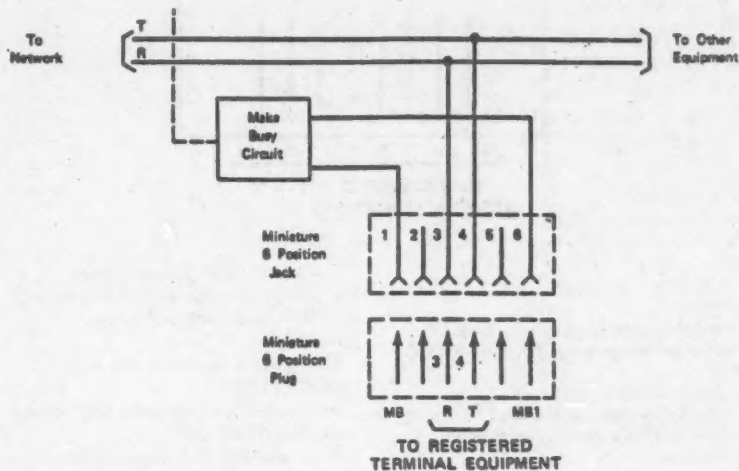 T
To
Network
R
To Other
Equipment
Make
Busy
Circuit
Miniature
6 Position
Jack
1 2 3 4 5 6
Miniature
6 Position
Plug
3 4
MB R T MB1
TO REGISTERED
TERMINAL EQUIPMENT